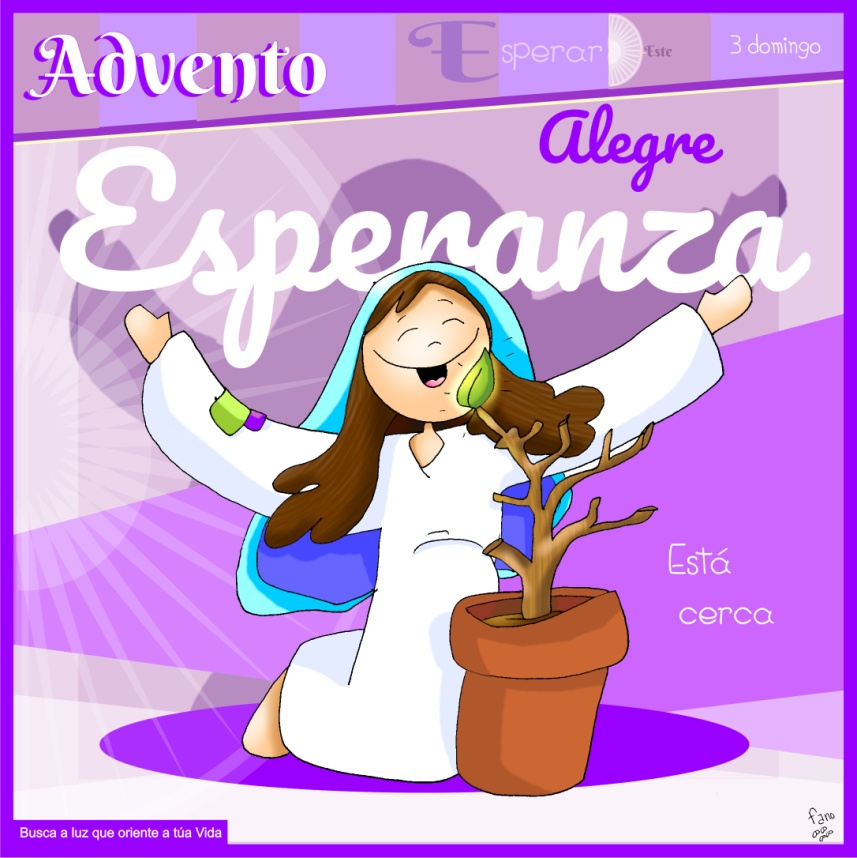 Advento
Esperar Este
3 domingo
Alegre
Esperanza
Está
cerca
Busca a luz que oriente a túa Vida
fano